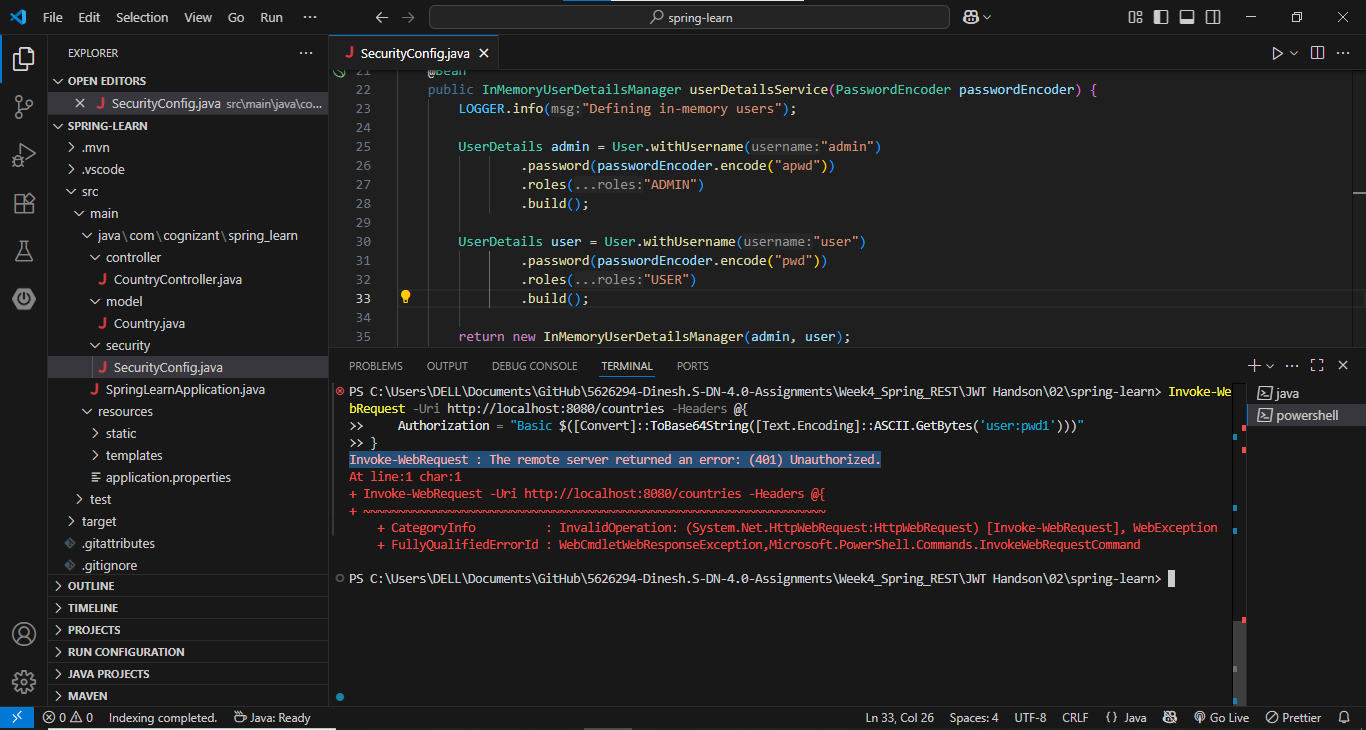 File Edit Selection View Go Run ···
spring-learn
EXPLORER
OPEN EDITORS
SecurityConfig.java src\main\java\co...
SPRING-LEARN
.mvn
.vscode
src
main
java\com\cognizant\spring_learn
controller
CountryController.java
model
Country.java
security
SecurityConfig.java
SpringLearnApplication.java
resources
static
templates
application.properties
test
target
.gitattributes
.gitignore
OUTLINE
TIMELINE
PROJECTS
RUN CONFIGURATION
JAVA PROJECTS
MAVEN
SecurityConfig.java
21 @Bean
22 public InMemoryUserDetailsManager userDetailsService(PasswordEncoder passwordEncoder) {
23 LOGGER.info(msg:"Defining in-memory users");
24
25 UserDetails admin = User.withUsername(username:"admin")
26 .password(passwordEncoder.encode("apwd"))
27 .roles(...roles:"ADMIN")
28 .build();
29
30 UserDetails user = User.withUsername(username:"user")
31 .password(passwordEncoder.encode("pwd"))
32 .roles(...roles:"USER")
33 .build();
34
35 return new InMemoryUserDetailsManager(admin, user);
PROBLEMS OUTPUT DEBUG CONSOLE TERMINAL PORTS
PS C:\Users\DELL\Documents\GitHub\5626294-Dinesh.S-DN-4.0-Assignments\Week4_Spring_REST\JWT Handson\02\spring-learn> Invoke-We
bRequest -Uri http://localhost:8080/countries -Headers @{
>> Authorization = "Basic $([Convert]::ToBase64String([Text.Encoding]::ASCII.GetBytes('user:pwd1')))"
>> }
Invoke-WebRequest : The remote server returned an error: (401) Unauthorized.
At line:1 char:1
+ Invoke-WebRequest -Uri http://localhost:8080/countries -Headers @{
+ ~~~~~~~~~~~~~~~~~~~~~~~~~~~~~~~~~~~~~~~~~~~~~~~~~~~~~~~~~~~~~~~~~~
+ CategoryInfo : InvalidOperation: (System.Net.HttpWebRequest:HttpWebRequest) [Invoke-WebRequest], WebException
+ FullyQualifiedErrorId : WebCmdletWebResponseException,Microsoft.PowerShell.Commands.InvokeWebRequestCommand
PS C:\Users\DELL\Documents\GitHub\5626294-Dinesh.S-DN-4.0-Assignments\Week4_Spring_REST\JWT Handson\02\spring-learn>
java
powershell
0 0 Indexing completed. Java: Ready Ln 33, Col 26 Spaces: 4 UTF-8 CRLF {} Java Go Live Prettier